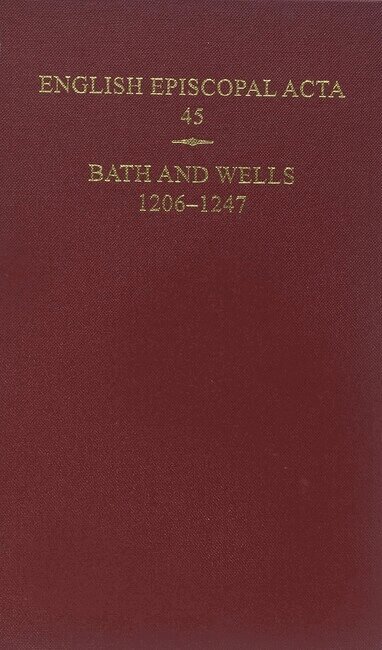 ENGLISH EPISCOPAL ACTA
45
BATH AND WELLS
1206–1247